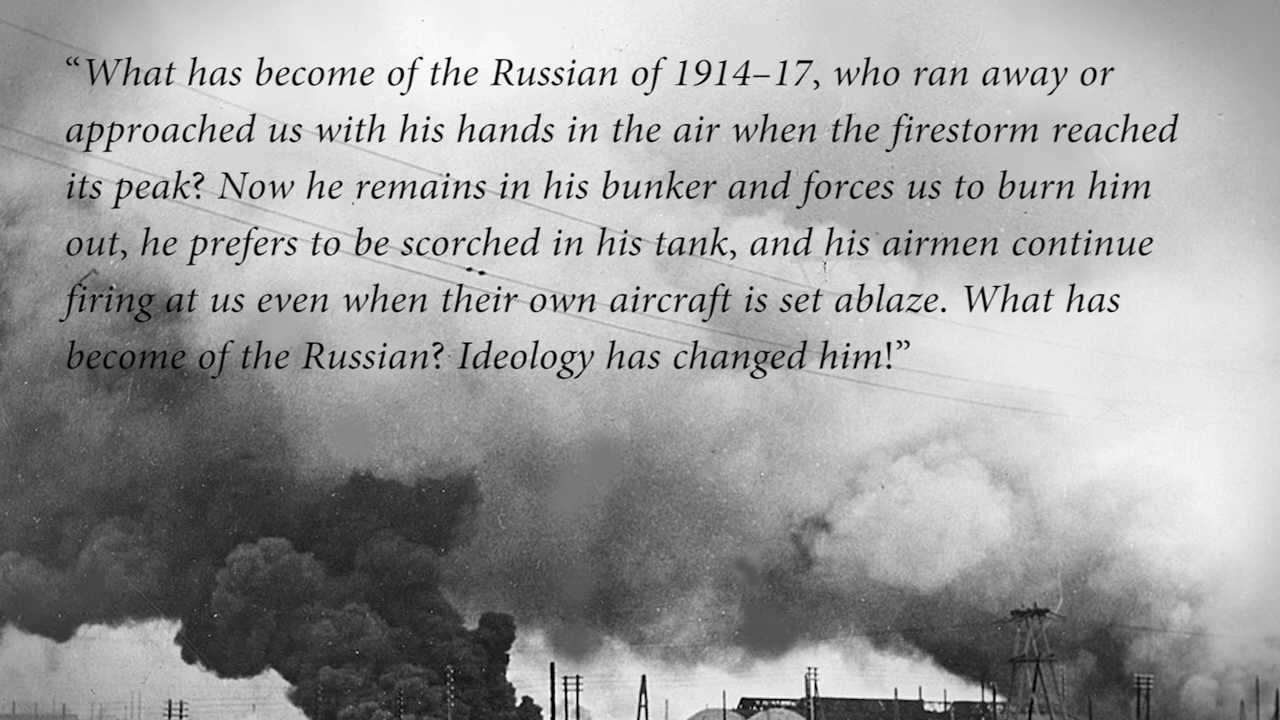 “What has become of the Russian of 1914–17, who ran away or
approached us with his hands in the air when the firestorm reached
its peak? Now he remains in his bunker and forces us to burn him
out, he prefers to be scorched in his tank, and his airmen continue
firing at us even when their own aircraft is set ablaze. What has
become of the Russian? Ideology has changed him!”